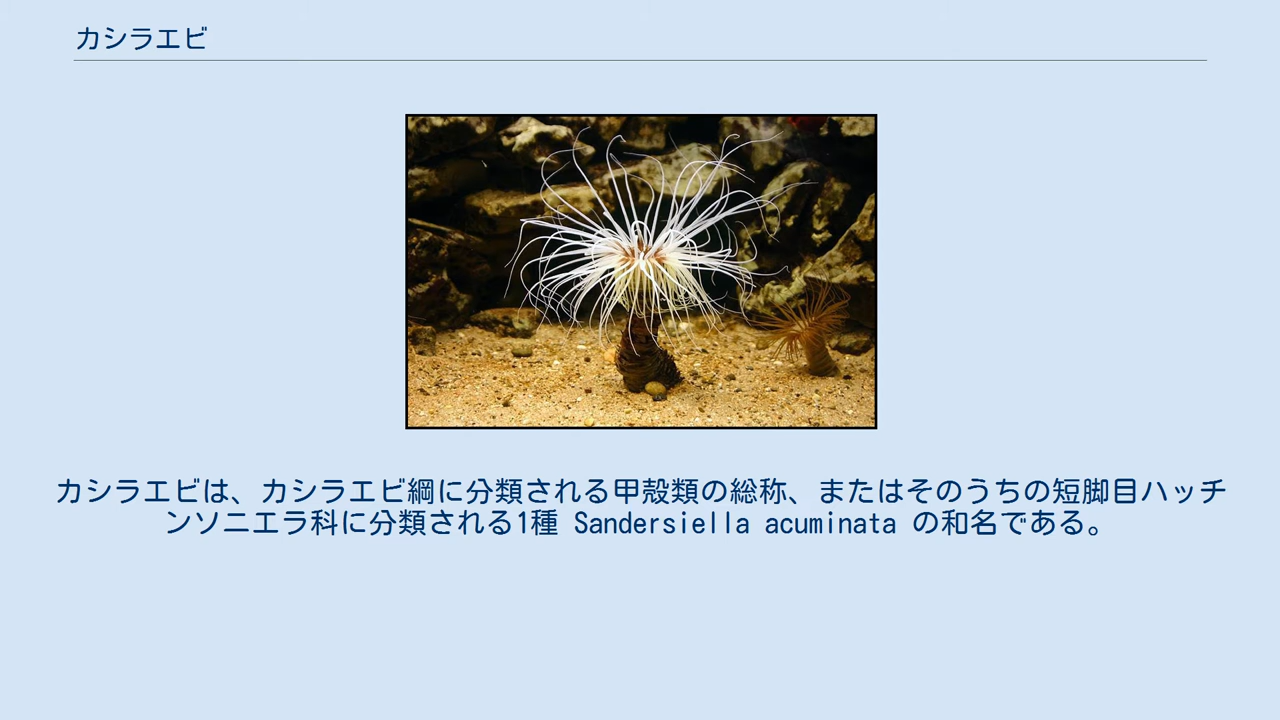 カシラエビ
カシラエビは、カシラエビ綱に分類される甲殻類の総称、またはそのうちの短脚目ハッチ
ンソニエラ科に分類される1種 Sandersiella acuminata の和名である。